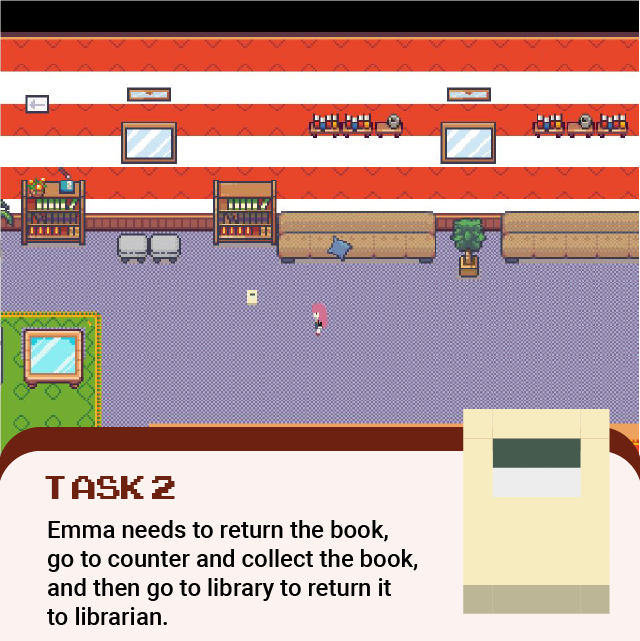 TASK 2
Emma needs to return the book,
go to counter and collect the book,
and then go to library to return it
to librarian.